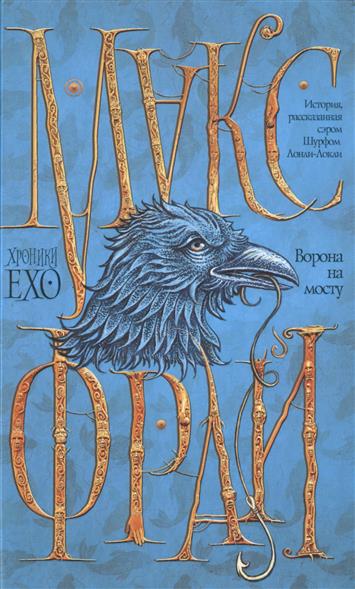 МАКС
История,
рассказанная
сэром
Шурфом
Лонли-Локли
ХРОНИКИ
ЕХО
Ворона
на
мосту
ФРАЙ